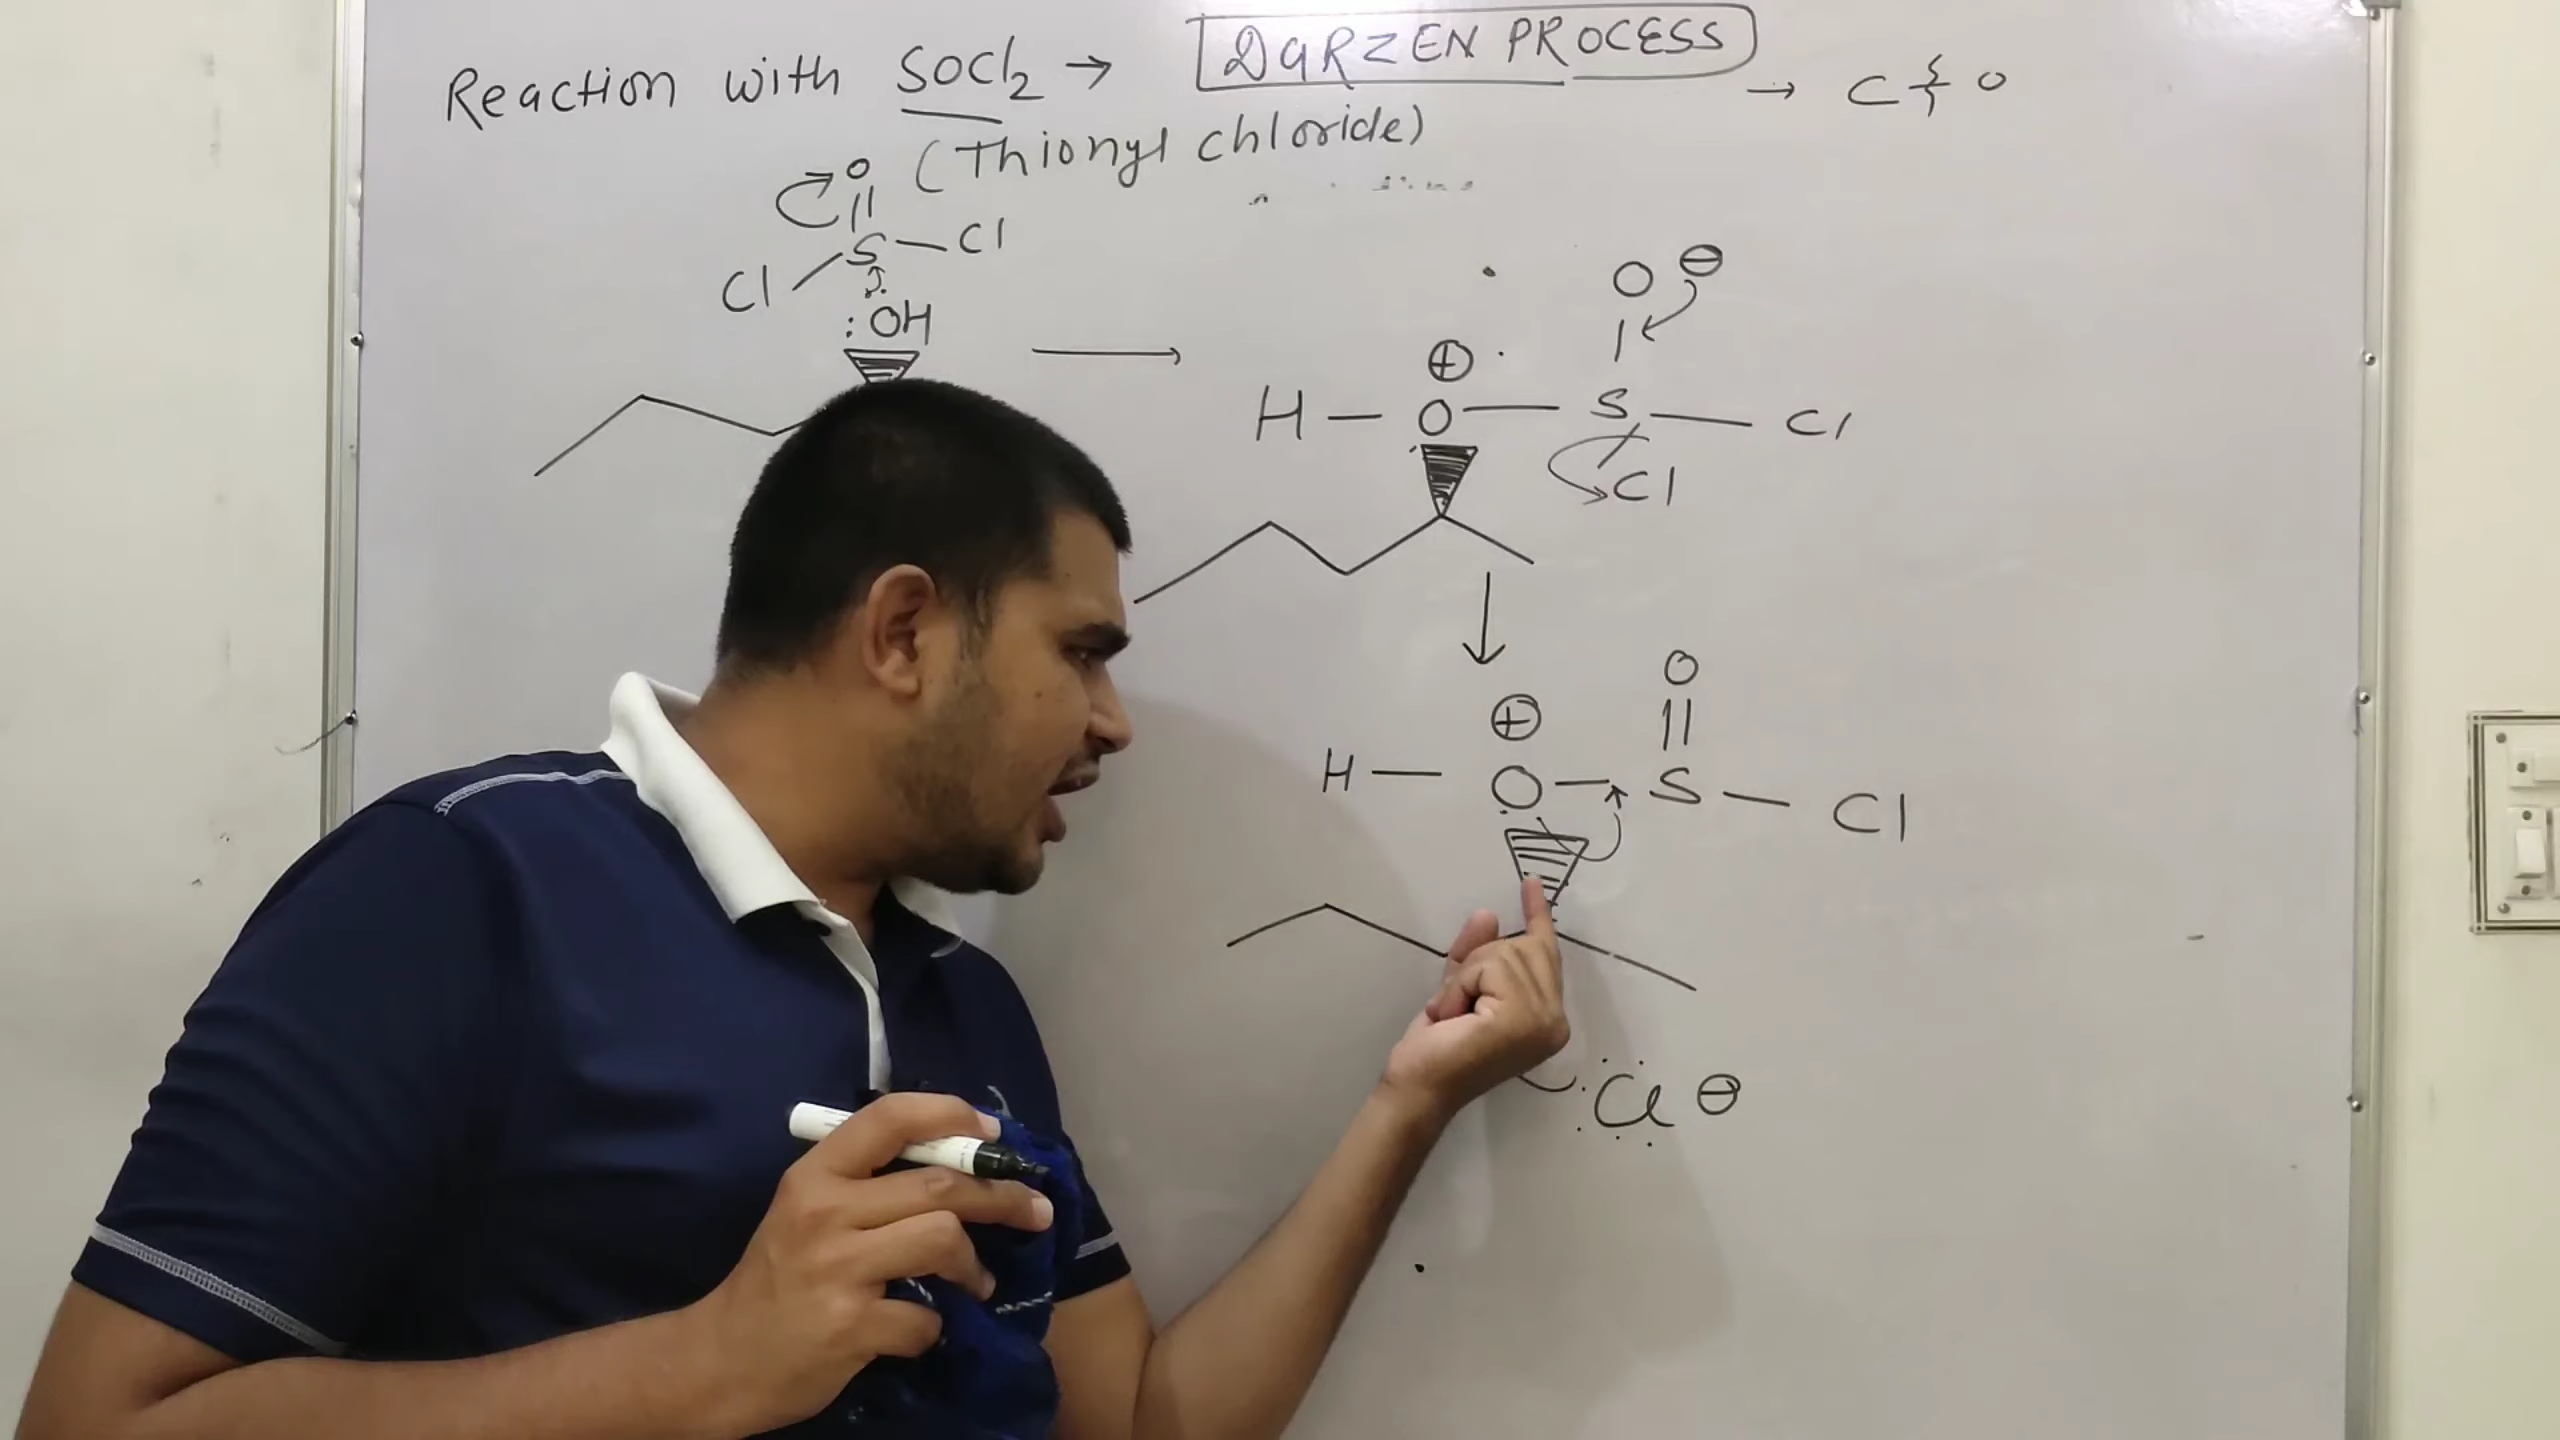 Reaction with SOCl2 → DARZEN PROCESS → C O
(Thionyl chloride)
O
S Cl
Cl
: OH
O ⊖
⊕
H — O — S — Cl
Cl
O
⊕
H — O — S — Cl
Cl ⊖